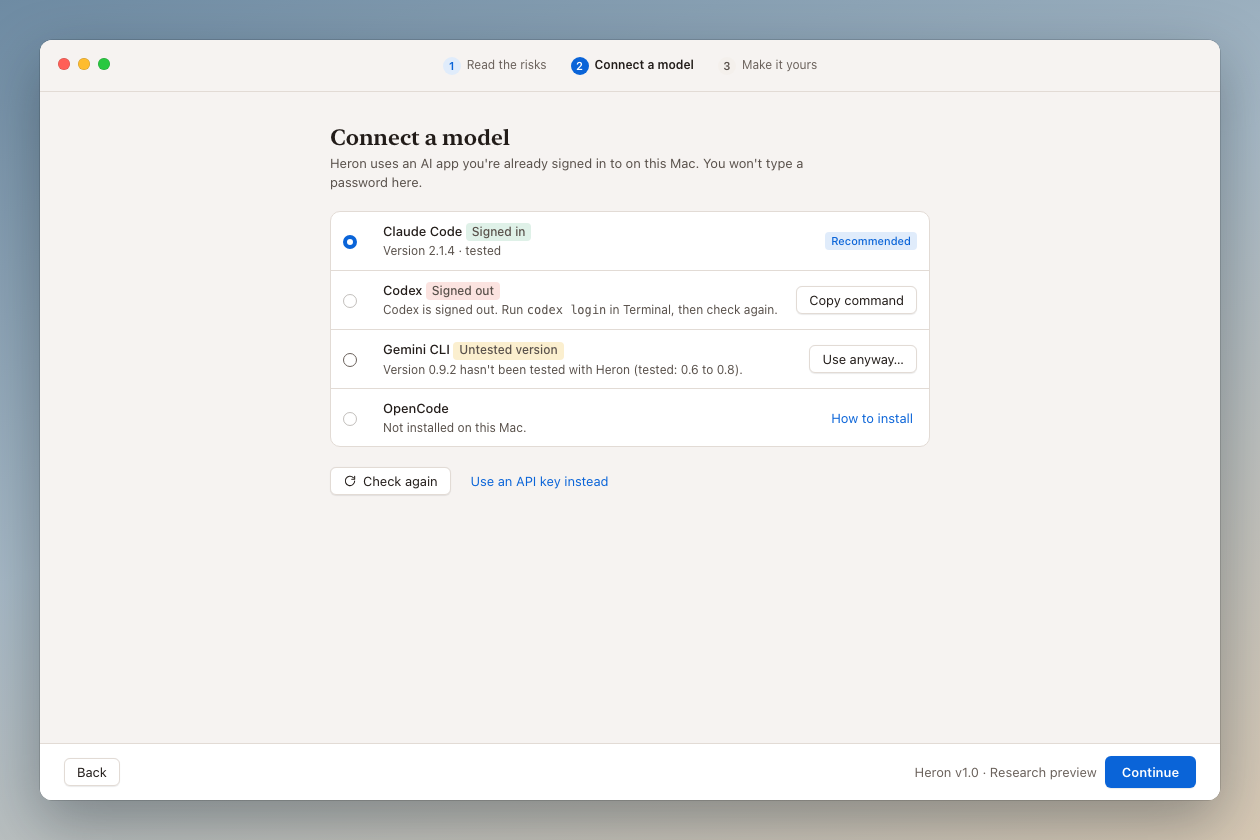 1 Read the risks 2 Connect a model 3 Make it yours
Connect a model
Heron uses an AI app you're already signed in to on this Mac. You won't type a
password here.
Claude Code Signed in
Version 2.1.4 · tested
Recommended
Codex Signed out
Codex is signed out. Run codex login in Terminal, then check again.
Copy command
Gemini CLI Untested version
Version 0.9.2 hasn't been tested with Heron (tested: 0.6 to 0.8).
Use anyway…
OpenCode
Not installed on this Mac.
How to install
Check again Use an API key instead
Back Heron v1.0 · Research preview Continue